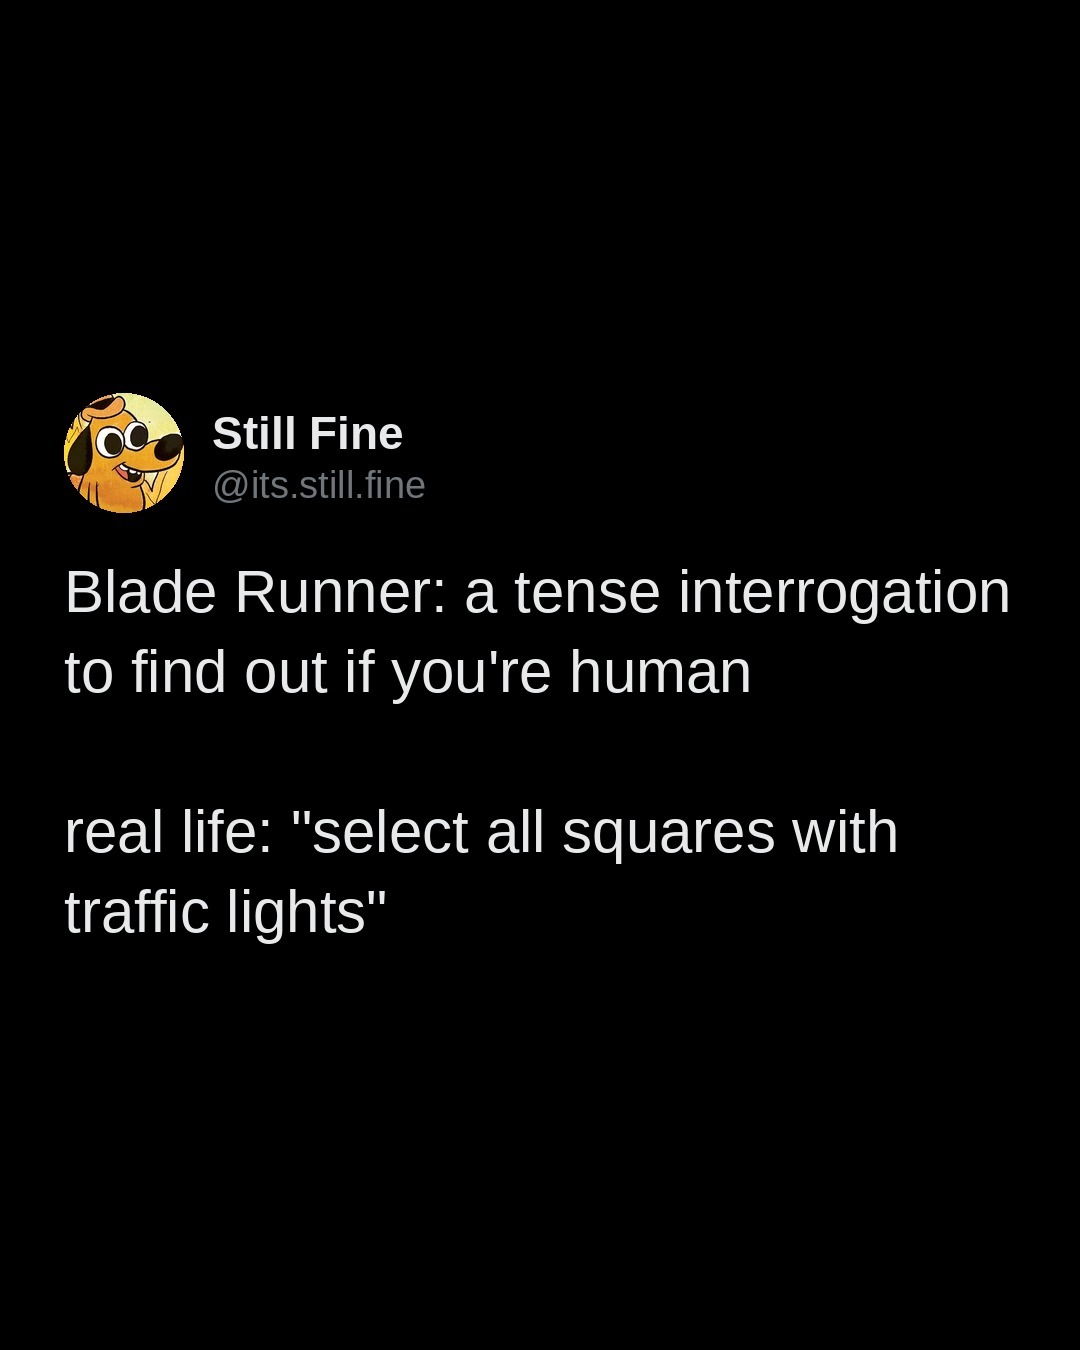 Still Fine
@its.still.fine
Blade Runner: a tense interrogation
to find out if you're human
real life: "select all squares with
traffic lights"